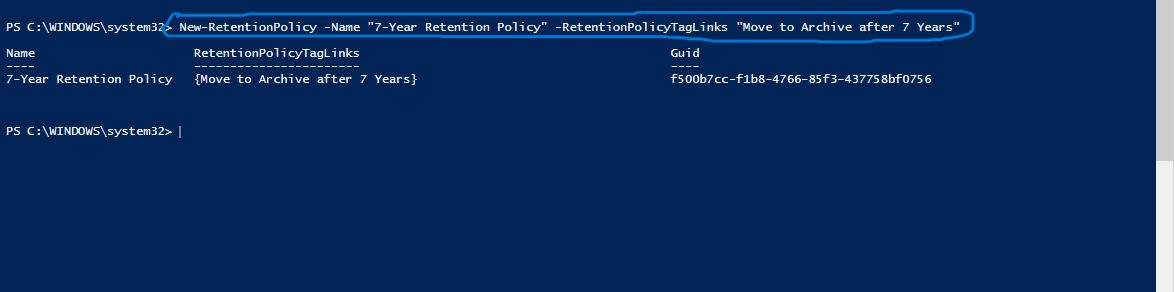 PS C:\WINDOWS\system32> New-RetentionPolicy -Name "7-Year Retention Policy" -RetentionPolicyTagLinks "Move to Archive after 7 Years"
Name RetentionPolicyTagLinks Guid
---- ----------------------- ----
7-Year Retention Policy {Move to Archive after 7 Years} f500b7cc-f1b8-4766-85f3-437758bf0756
PS C:\WINDOWS\system32>